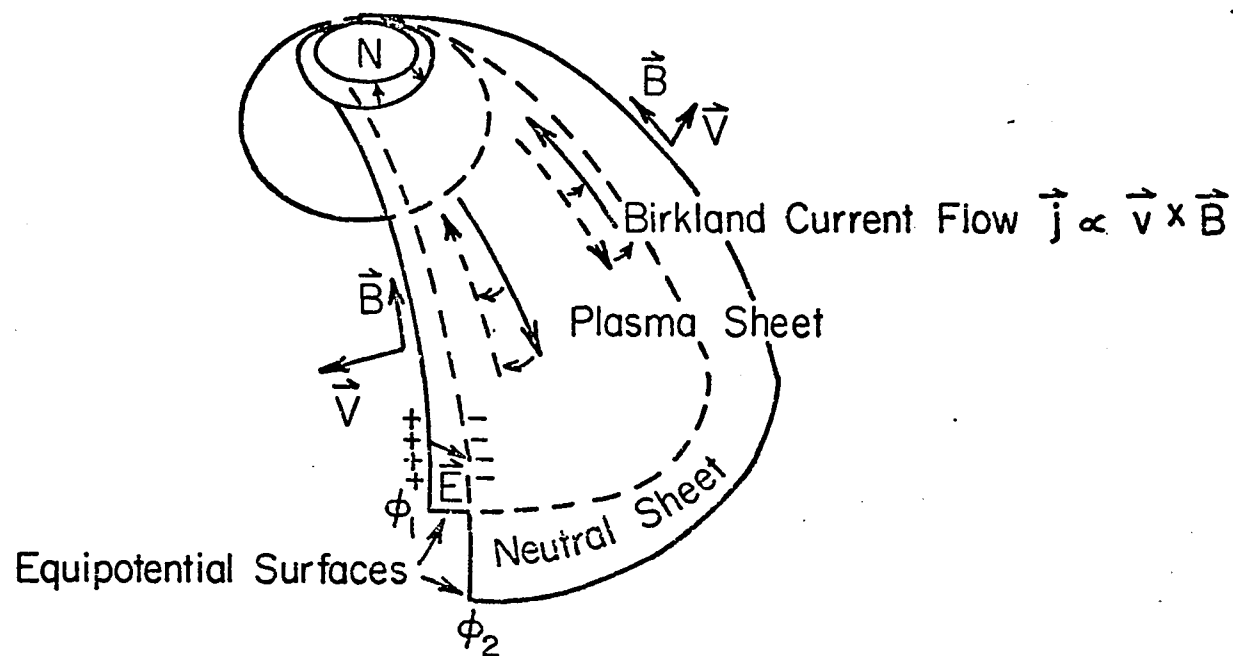 N
B⃗
V⃗
Birkland Current Flow j⃗ ∝ v⃗ x B⃗
B⃗
Plasma Sheet
V⃗
+ -
+ -
+ -
+ -
E⃗
ϕ₁
Neutral Sheet
Equipotential Surfaces
ϕ₂